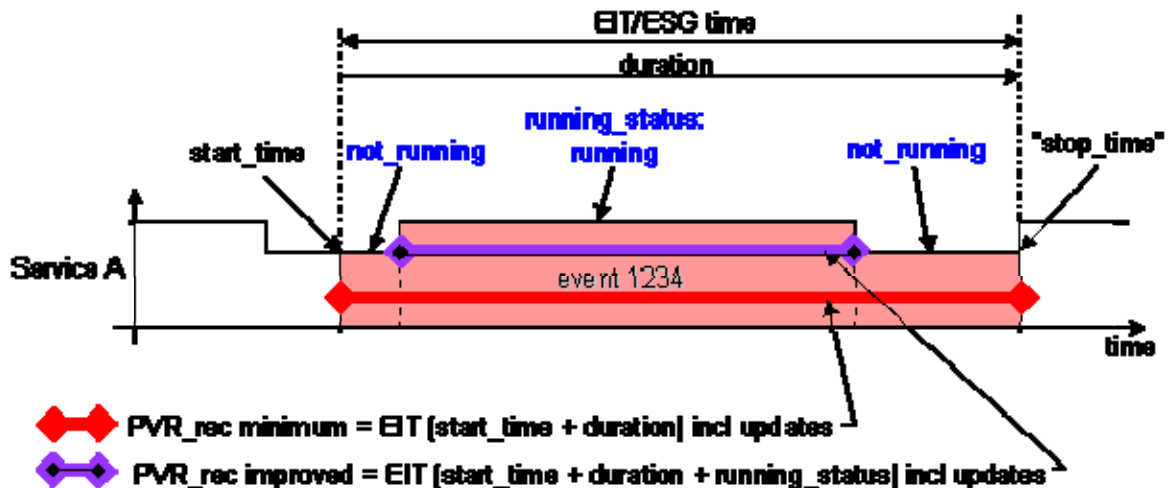 EIT/ESG time
duration
running_status:
running
start_time
not_running
not_running
"stop_time"
Service A
event 1234
time
PVR_rec minimum = EIT [start_time + duration] incl updates
PVR_rec improved = EIT [start_time + duration + running_status] incl updates